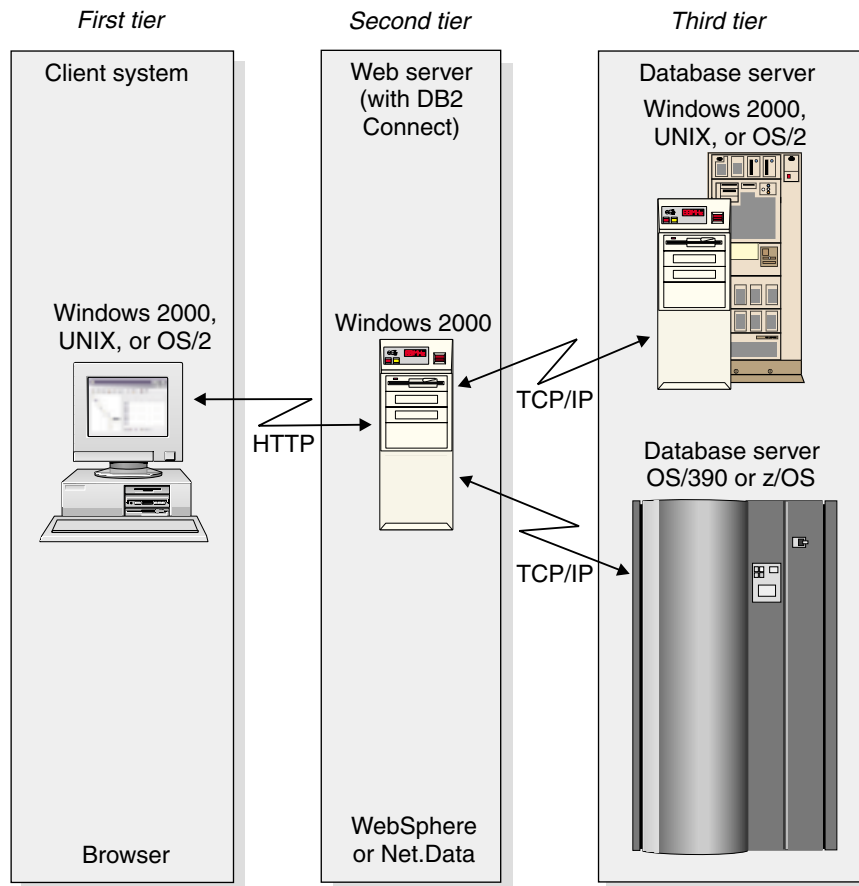 First tier
Second tier
Third tier
Client system
Web server
(with DB2
Connect)
Database server
Windows 2000,
UNIX, or OS/2
Windows 2000,
UNIX, or OS/2
Windows 2000
HTTP
TCP/IP
Database server
OS/390 or z/OS
TCP/IP
Browser
WebSphere
or Net.Data